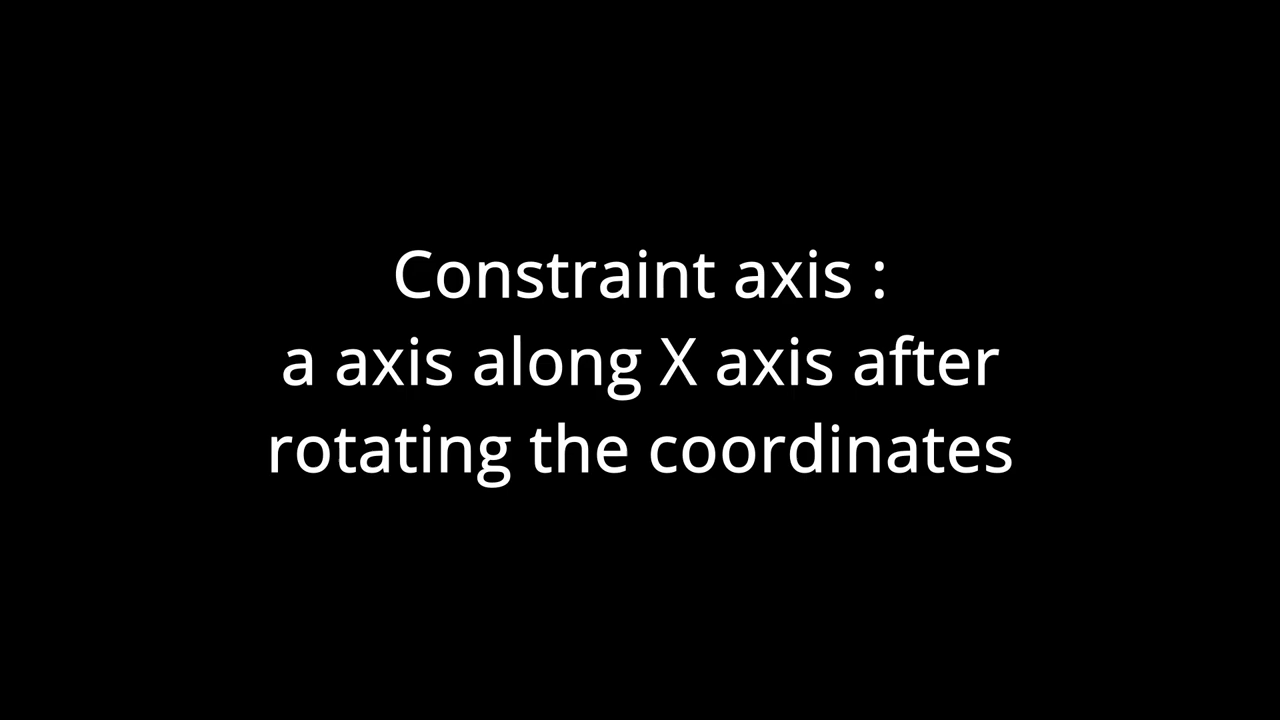 Constraint axis :
a axis along X axis after
rotating the coordinates